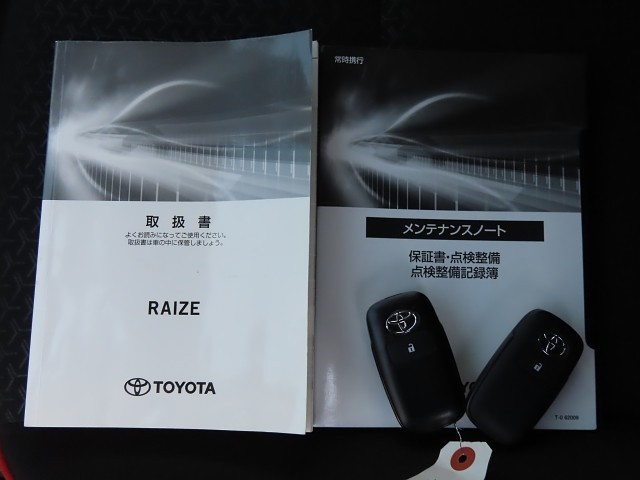 取扱書
よくお読みになってご使用ください。
取扱書は車の中に保管しましょう。
RAIZE
TOYOTA
常時携行
メンテナンスノート
保証書・点検整備
点検整備記録簿